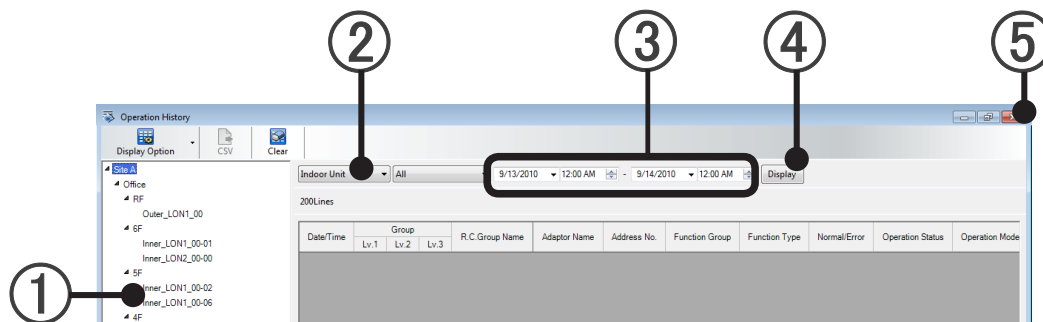 ② ③ ④ ⑤
Operation History
Display Option CSV Clear
Site A
Indoor Unit All 9/13/2010 12:00 AM - 9/14/2010 12:00 AM Display
Office
RF
200Lines
Outer_LON1_00
6F
Date/Time Group R.C.Group Name Adaptor Name Address No. Function Group Function Type Normal/Error Operation Status Operation Mode
Lv.1 Lv.2 Lv.3
Inner_LON1_00-01
Inner_LON2_00-00
5F
①
Inner_LON1_00-02
Inner_LON1_00-06
4F